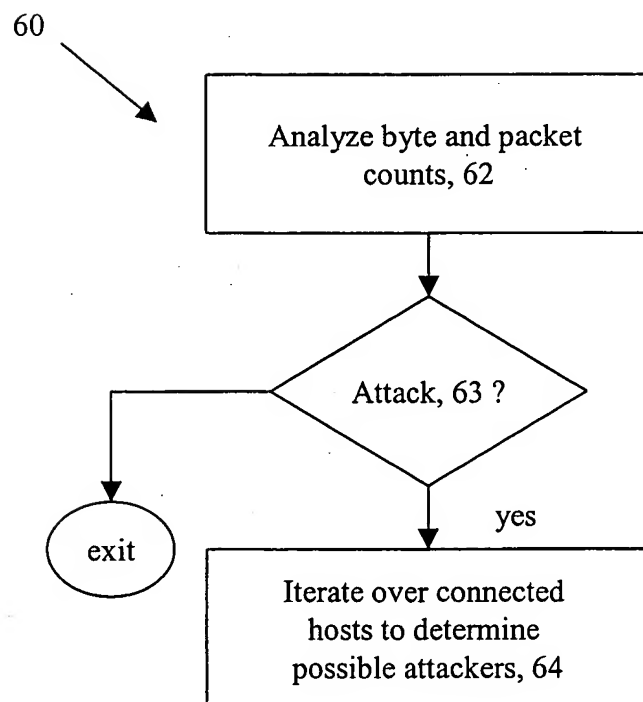 60
Analyze byte and packet
counts, 62
Attack, 63 ?
yes
exit
Iterate over connected
hosts to determine
possible attackers, 64